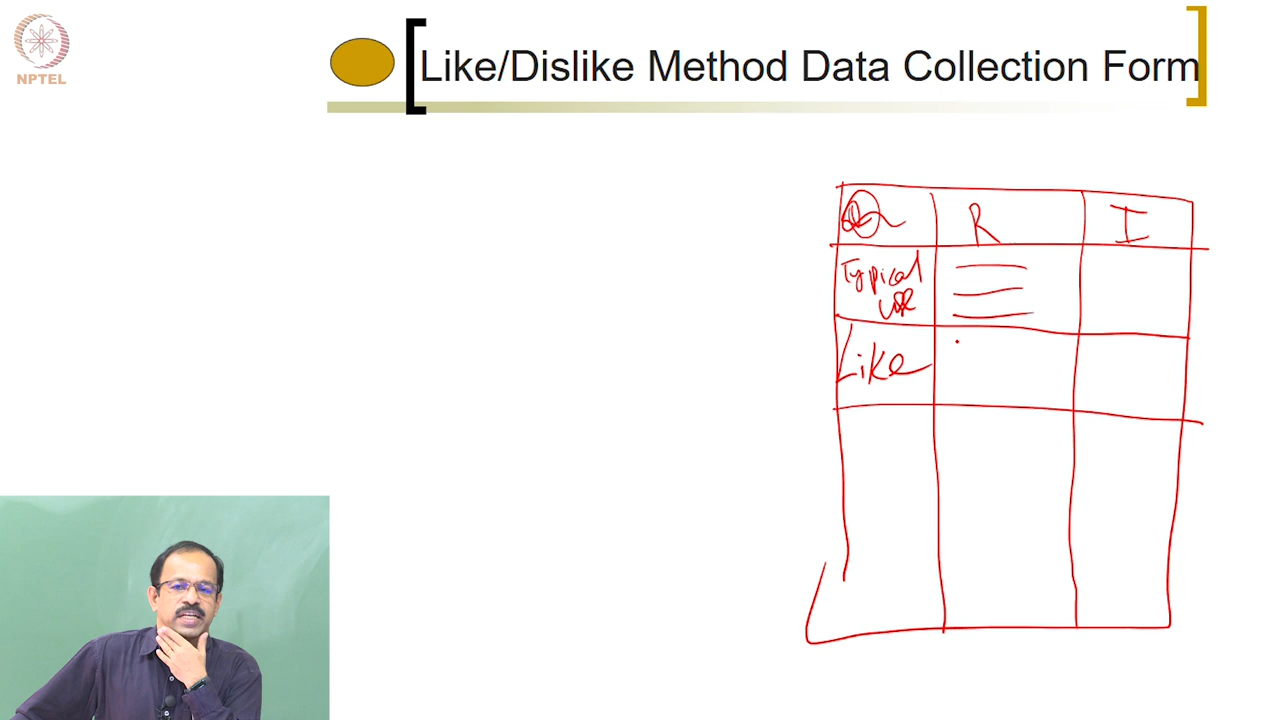 NPTEL
Like/Dislike Method Data Collection Form
R
I
Typical
Like